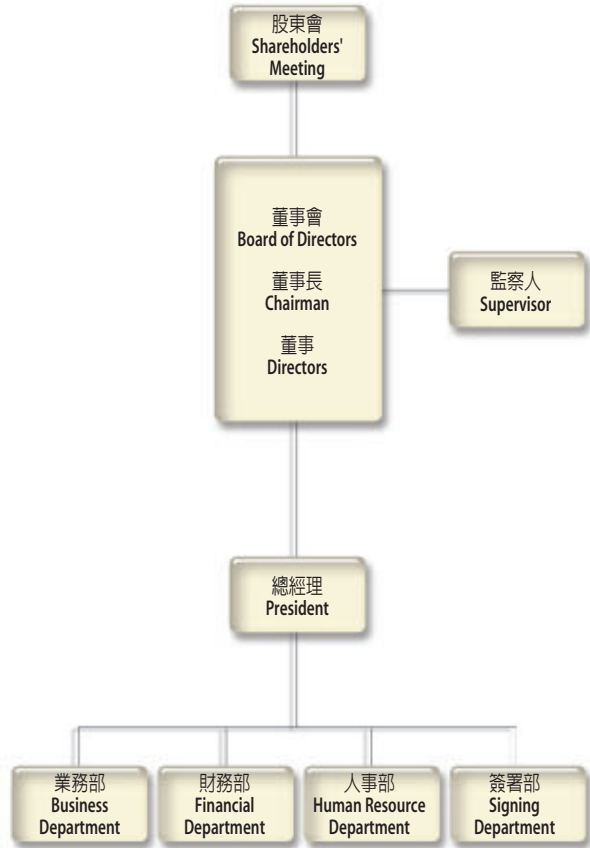 股東會
Shareholders'
Meeting
董事會
Board of Directors
董事長
Chairman
董事
Directors
監察人
Supervisor
總經理
President
業務部
Business
Department
財務部
Financial
Department
人事部
Human Resource
Department
簽署部
Signing
Department